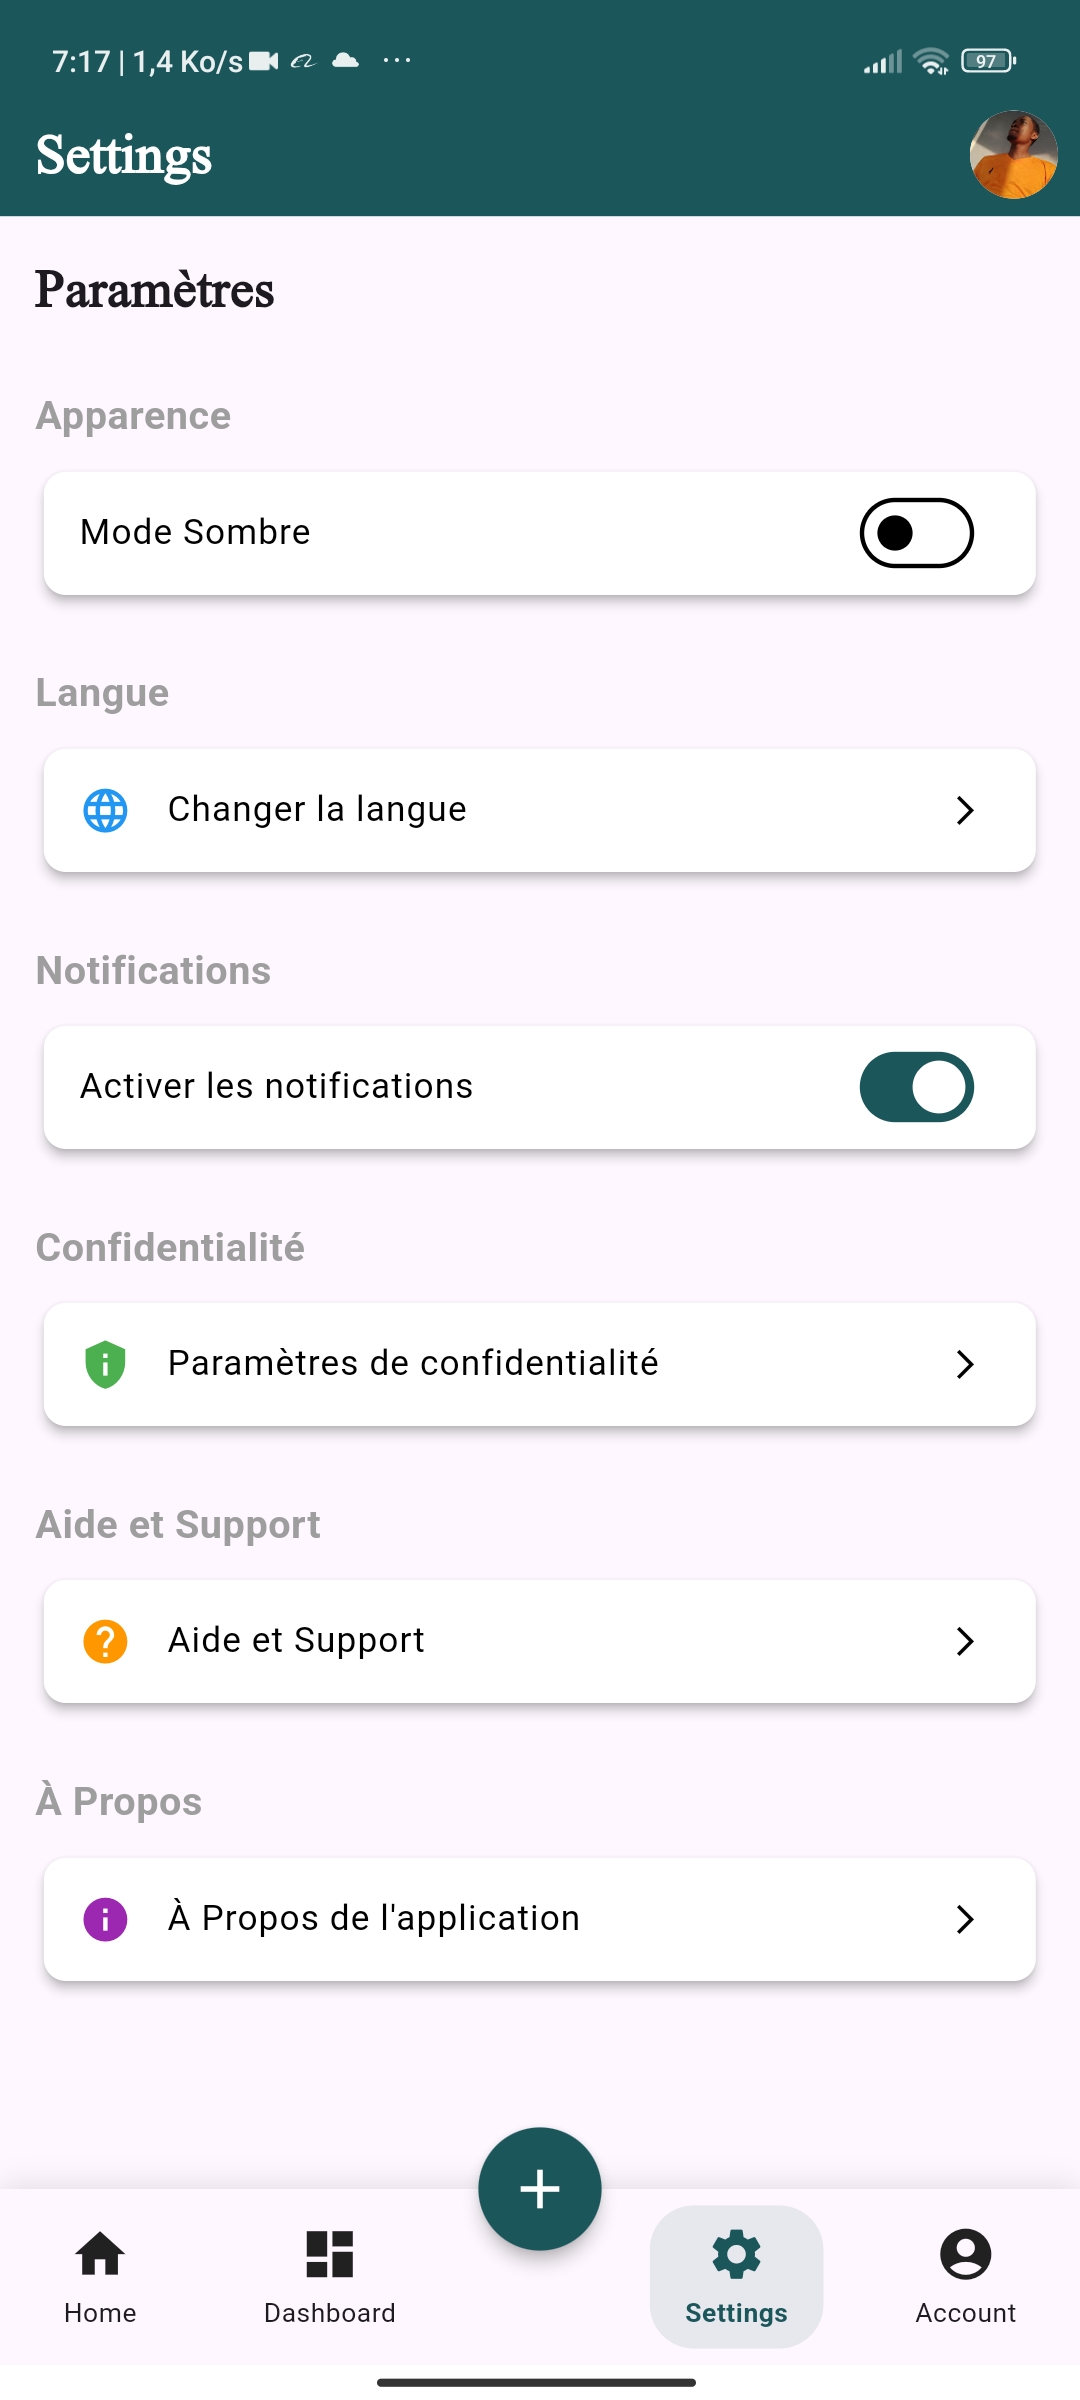 7:17 | 1,4 Ko/s ··· 97
Settings
Paramètres
Apparence
Mode Sombre
Langue
Changer la langue
Notifications
Activer les notifications
Confidentialité
Paramètres de confidentialité
Aide et Support
Aide et Support
À Propos
À Propos de l'application
Home Dashboard Settings Account